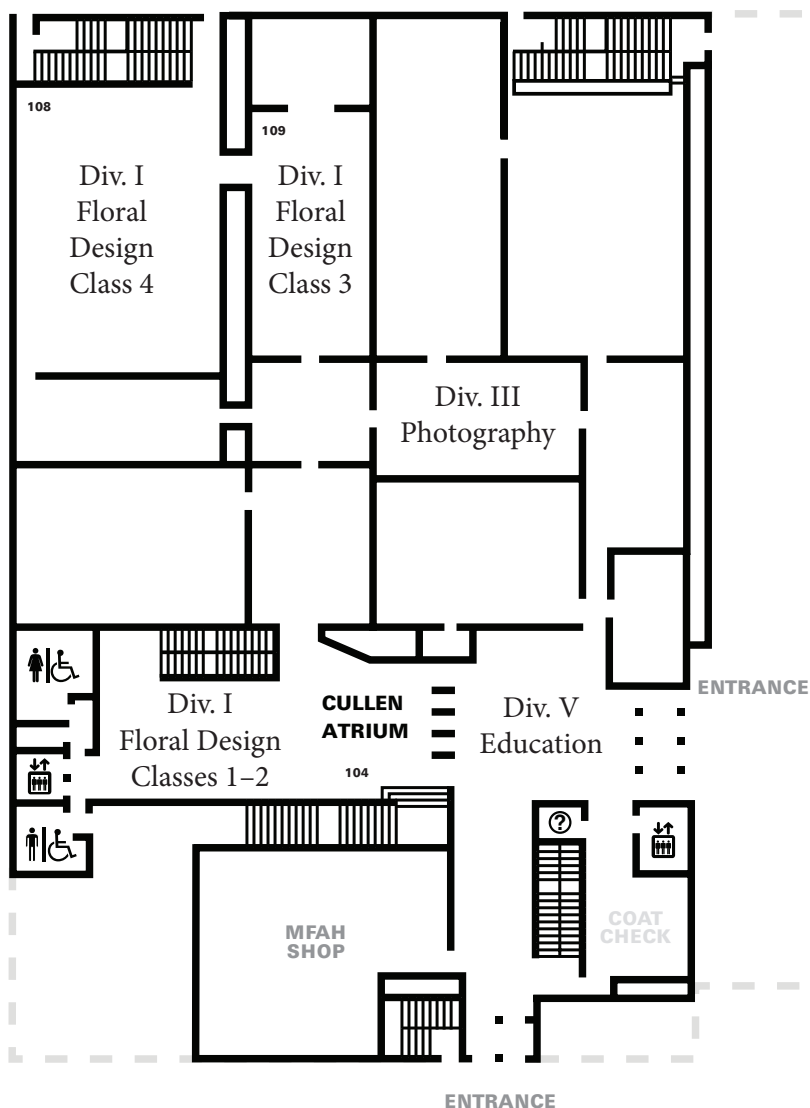 108
Div. I
Floral
Design
Class 4
109
Div. I
Floral
Design
Class 3
Div. III
Photography
Div. I
Floral Design
Classes 1–2
CULLEN
ATRIUM
104
Div. V
Education
ENTRANCE
?
MFAH
SHOP
COAT
CHECK
ENTRANCE